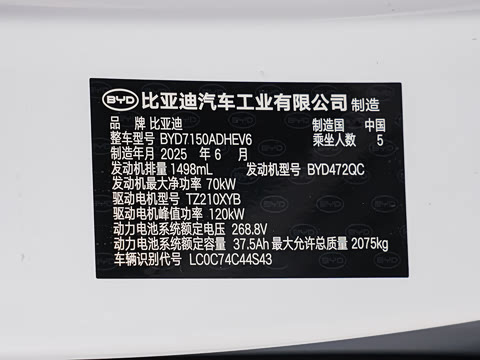 BYD 比亚迪汽车工业有限公司 制造
品 牌 比亚迪 制造国 中国
整车型号 BYD7150ADHEV6 乘坐人数 5
制造年月 2025 年 6 月
发动机排量 1498mL 发动机型号 BYD472QC
发动机最大净功率 70kW
驱动电机型号 TZ210XYB
驱动电机峰值功率 120kW
动力电池系统额定电压 268.8V
动力电池系统额定容量 37.5Ah 最大允许总质量 2075kg
车辆识别代号 LC0C74C44S43